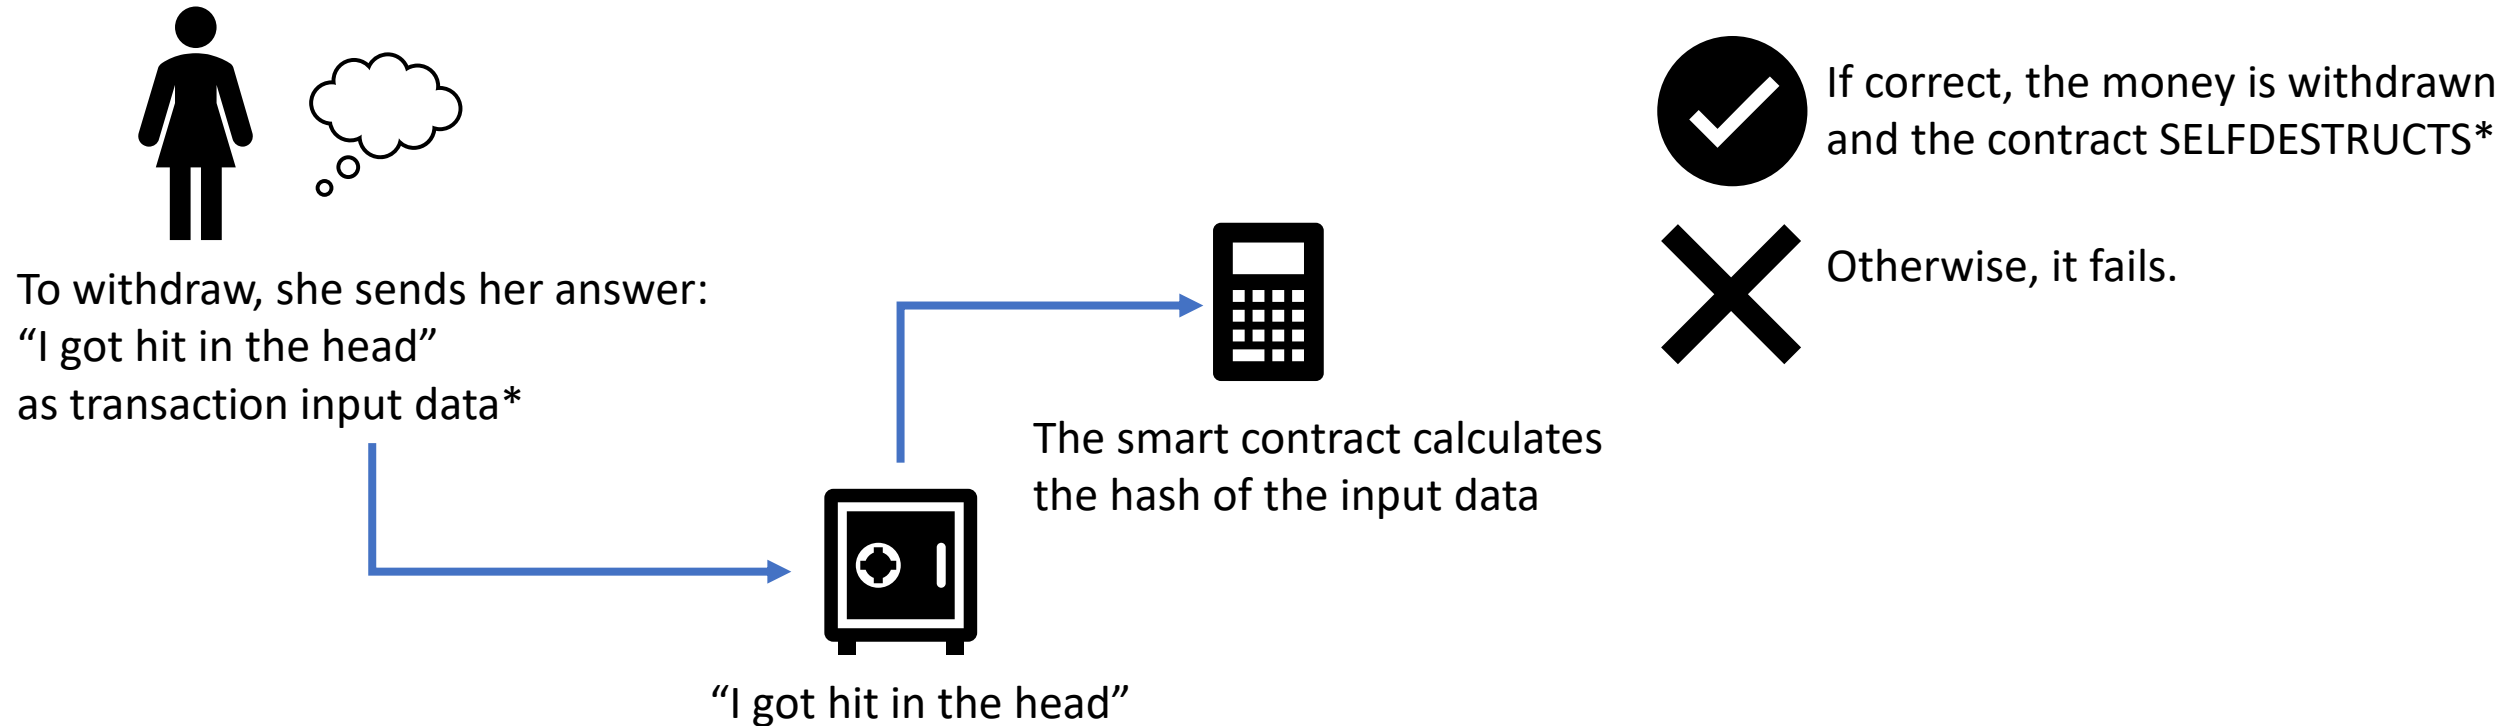 To withdraw, she sends her answer:
“I got hit in the head”
as transaction input data*
“I got hit in the head”
The smart contract calculates
the hash of the input data
If correct, the money is withdrawn
and the contract SELFDESTRUCTS*
Otherwise, it fails.